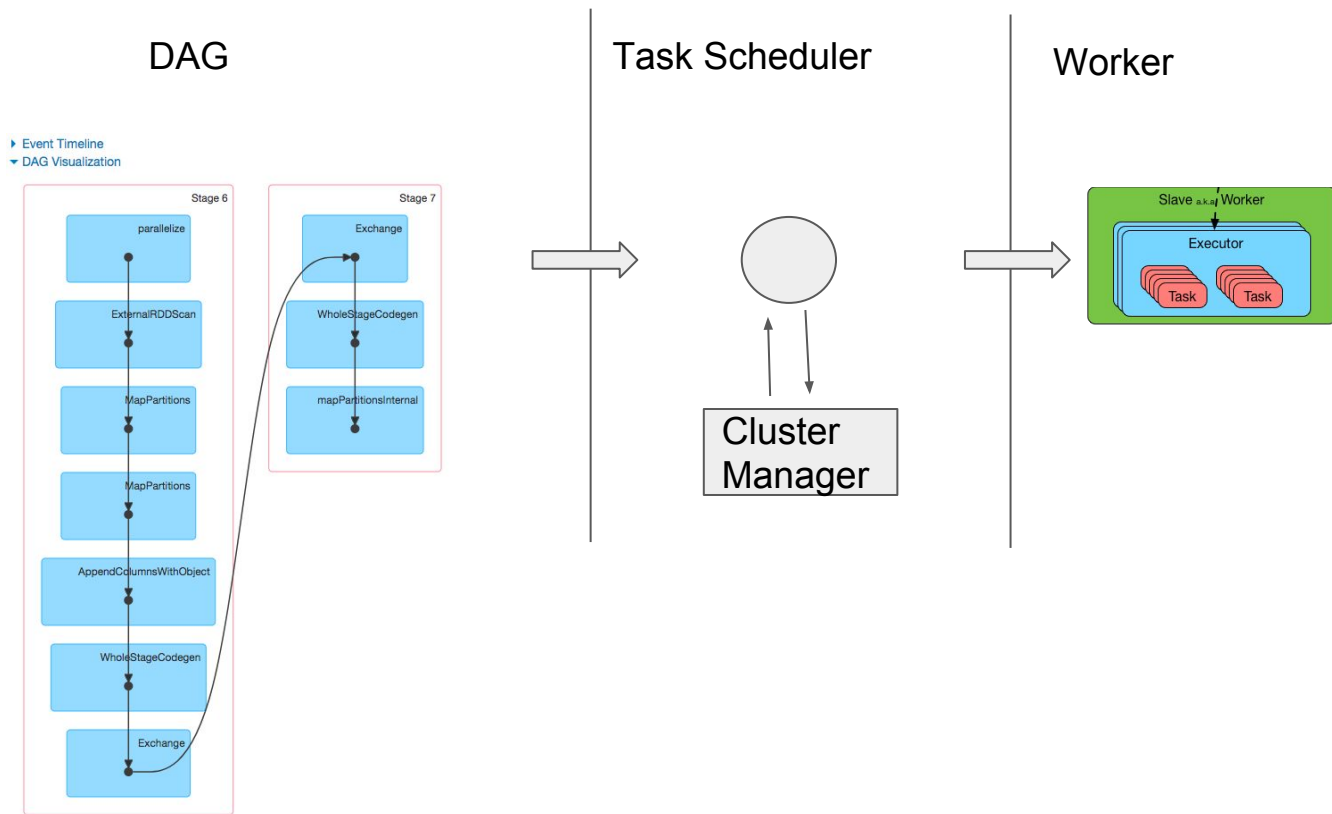 DAG
Task Scheduler
Worker
Event Timeline
DAG Visualization
Stage 6
parallelize
ExternalRDDScan
MapPartitions
MapPartitions
AppendColumnsWithObject
WholeStageCodegen
Exchange
Stage 7
Exchange
WholeStageCodegen
mapPartitionsInternal
Cluster
Manager
Slave a.k.a Worker
Executor
Task
Task